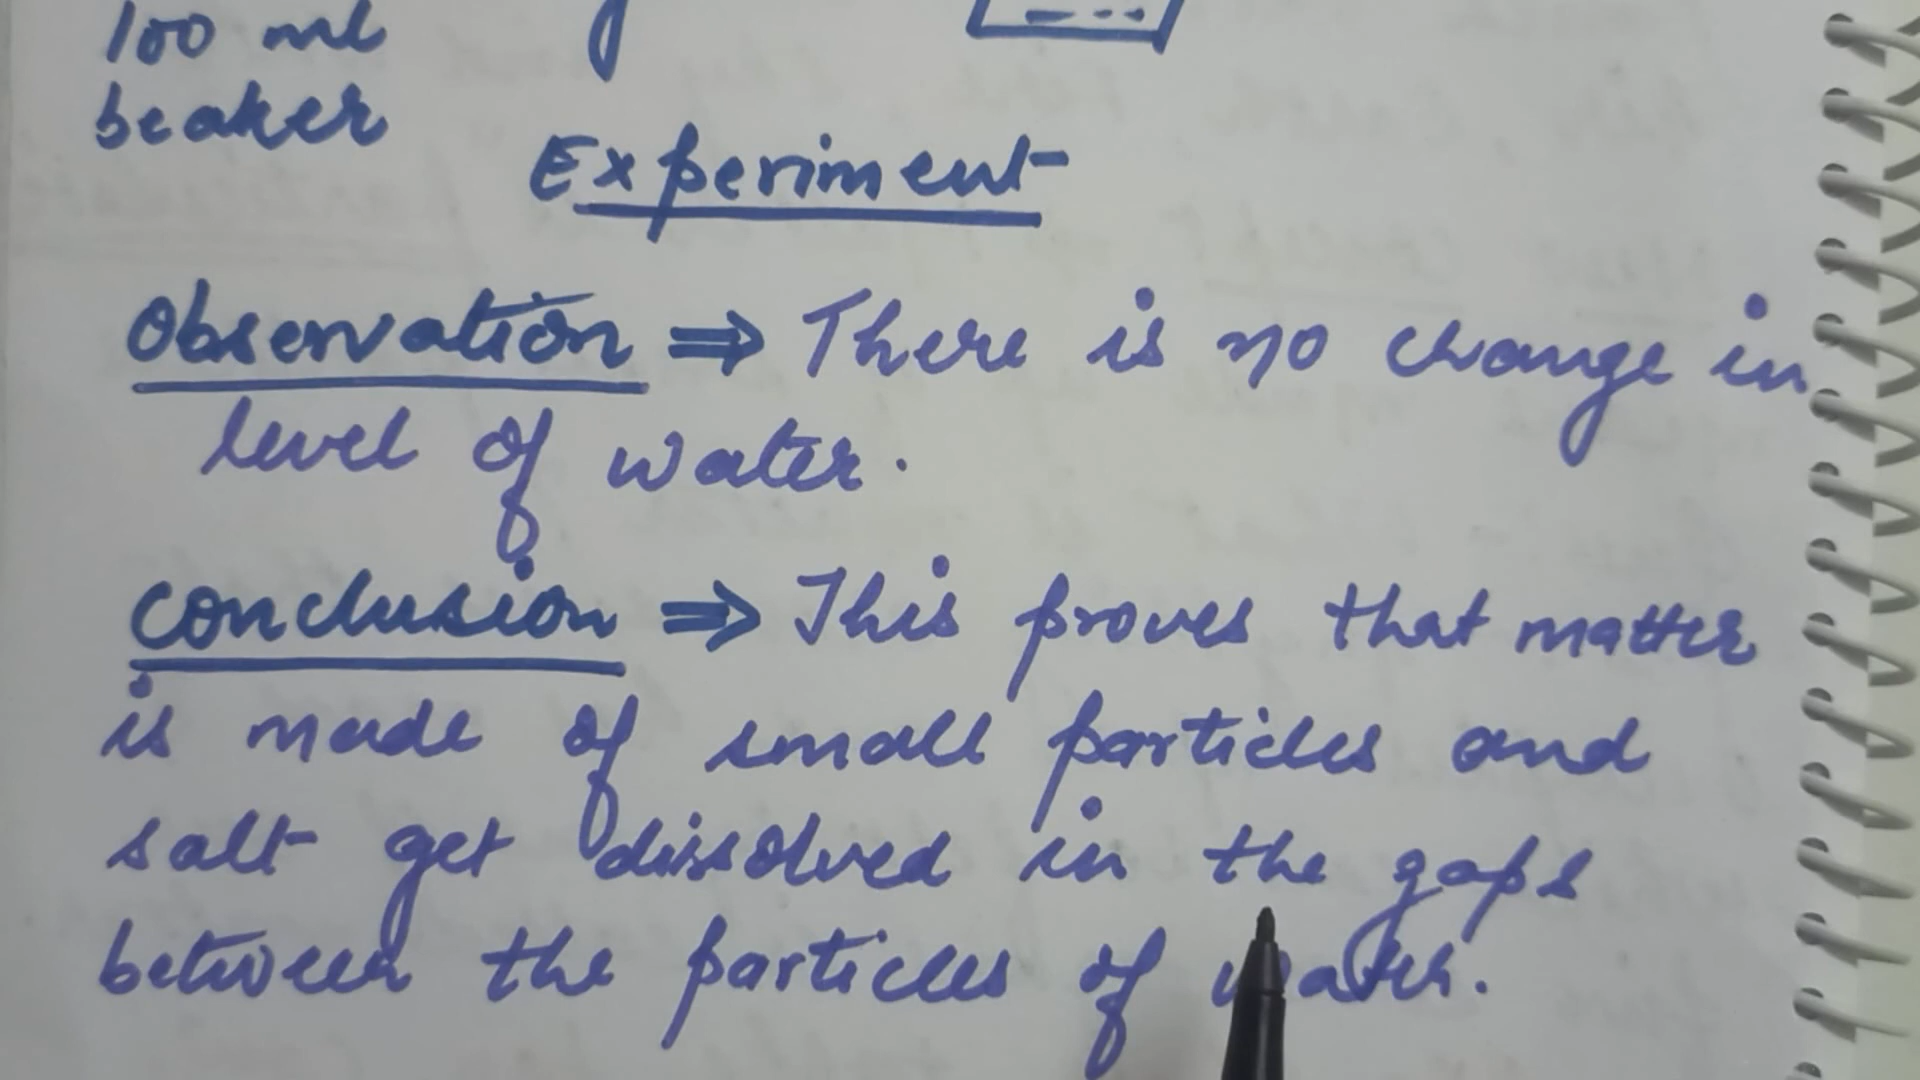 100 ml
beaker
Experiment
Observation ⇒ There is no change in
level of water.
Conclusion ⇒ This proves that matter
is made of small particles and
salt get dissolved in the gaps
between the particles of water.